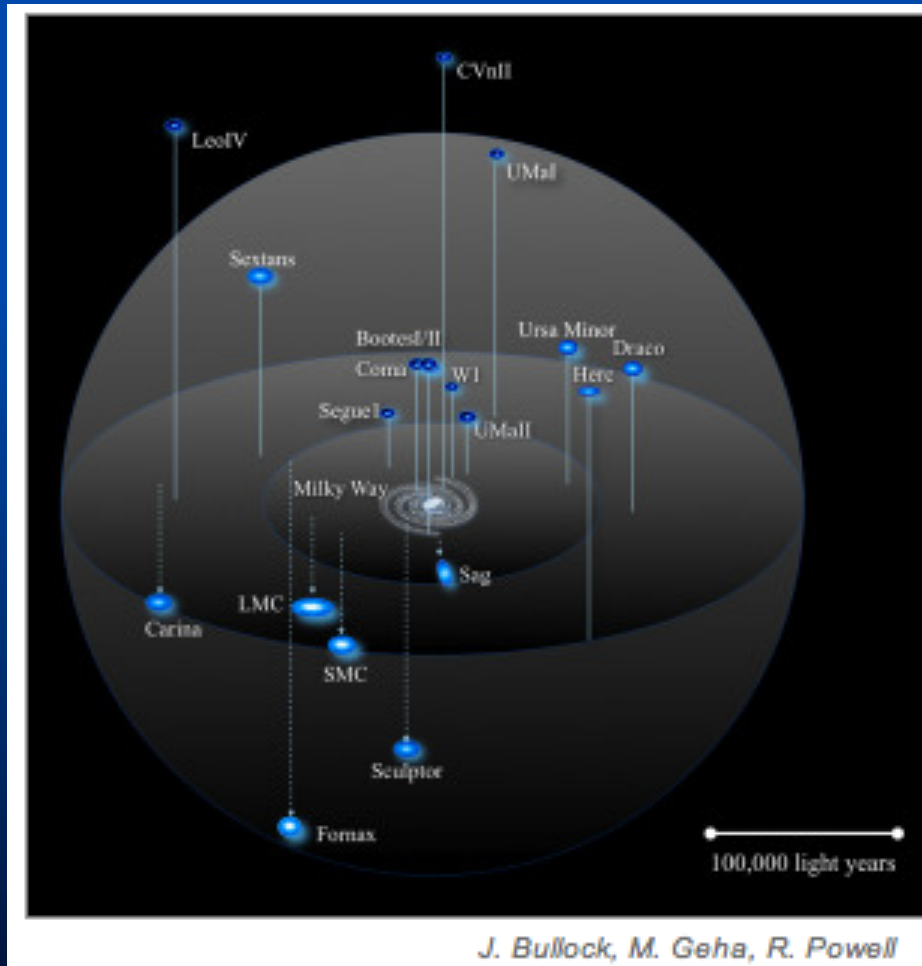 CVnII
LeoIV
UMaI
Sextans
Ursa Minor
BootesI/II
Draco
Coma
W1
Herc
Segue1
UMaII
Milky Way
Sag
LMC
Carina
SMC
Sculptor
Fornax
100,000 light years
J. Bullock, M. Geha, R. Powell